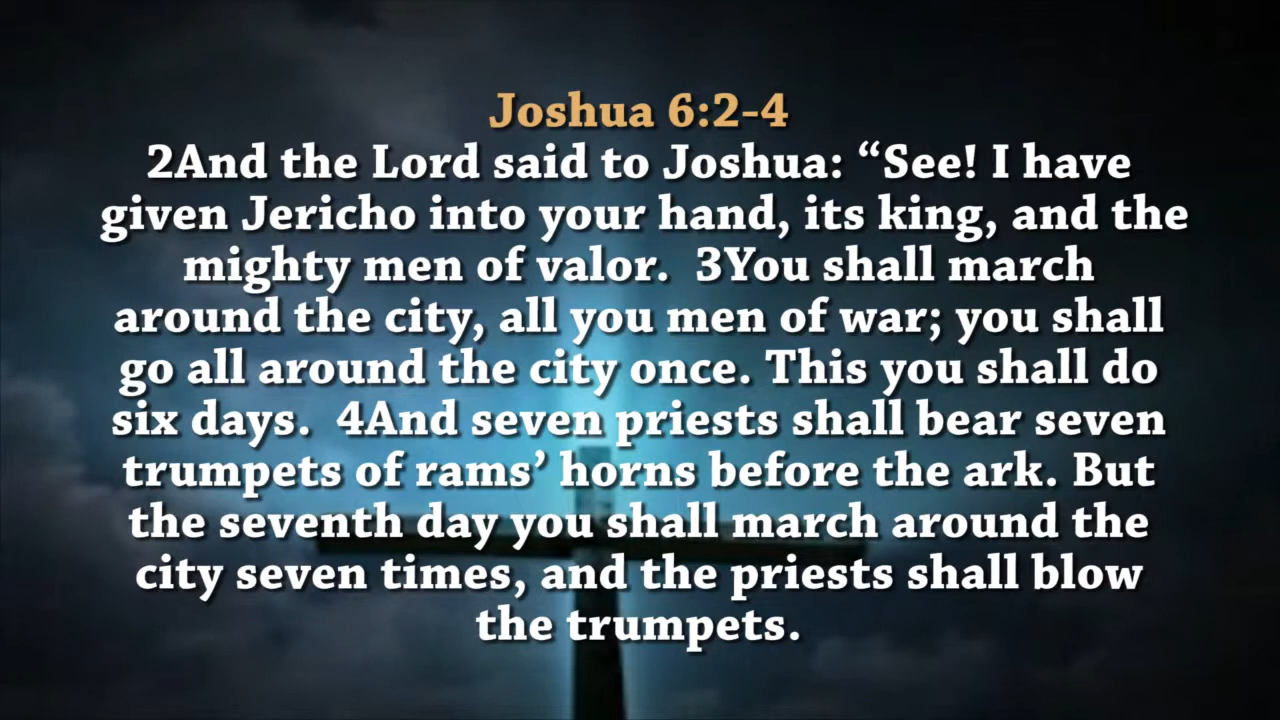 Joshua 6:2-4
2And the Lord said to Joshua: “See! I have
given Jericho into your hand, its king, and the
mighty men of valor.  3You shall march
around the city, all you men of war; you shall
go all around the city once. This you shall do
six days.  4And seven priests shall bear seven
trumpets of rams’ horns before the ark. But
the seventh day you shall march around the
city seven times, and the priests shall blow
the trumpets.